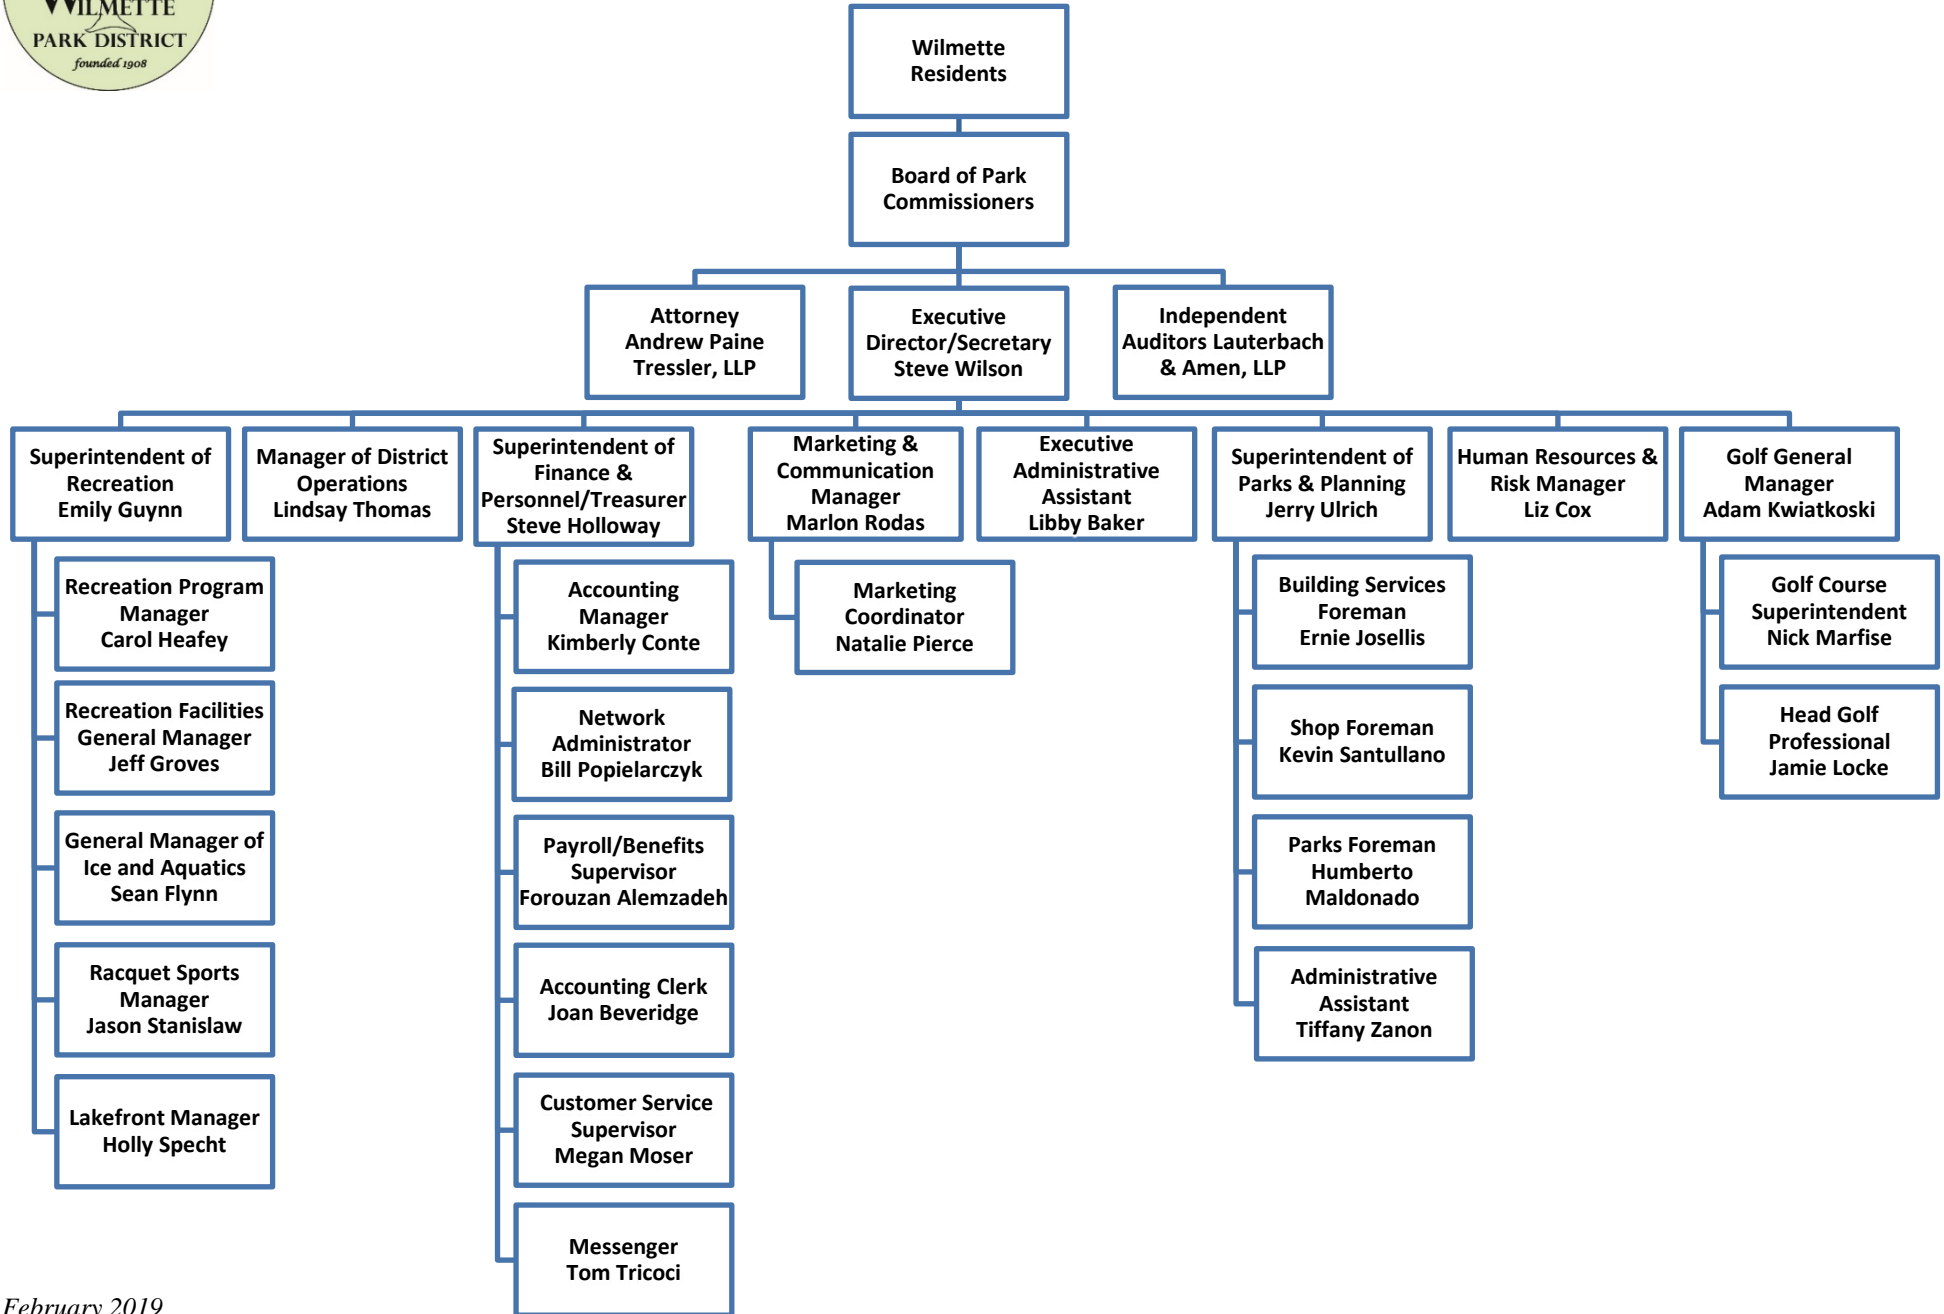 WILMETTE
PARK DISTRICT
founded 1908
Wilmette
Residents
Board of Park
Commissioners
Attorney
Andrew Paine
Tressler, LLP
Executive
Director/Secretary
Steve Wilson
Independent
Auditors Lauterbach
& Amen, LLP
Superintendent of
Recreation
Emily Guynn
Manager of District
Operations
Lindsay Thomas
Superintendent of
Finance &
Personnel/Treasurer
Steve Holloway
Marketing &
Communication
Manager
Marlon Rodas
Executive
Administrative
Assistant
Libby Baker
Superintendent of
Parks & Planning
Jerry Ulrich
Human Resources &
Risk Manager
Liz Cox
Golf General
Manager
Adam Kwiatkoski
Recreation Program
Manager
Carol Heafey
Recreation Facilities
General Manager
Jeff Groves
General Manager of
Ice and Aquatics
Sean Flynn
Racquet Sports
Manager
Jason Stanislaw
Lakefront Manager
Holly Specht
Accounting
Manager
Kimberly Conte
Network
Administrator
Bill Popielarczyk
Payroll/Benefits
Supervisor
Forouzan Alemzadeh
Accounting Clerk
Joan Beveridge
Customer Service
Supervisor
Megan Moser
Messenger
Tom Tricoci
Marketing
Coordinator
Natalie Pierce
Building Services
Foreman
Ernie Josellis
Shop Foreman
Kevin Santullano
Parks Foreman
Humberto
Maldonado
Administrative
Assistant
Tiffany Zanon
Golf Course
Superintendent
Nick Marfise
Head Golf
Professional
Jamie Locke
February 2019